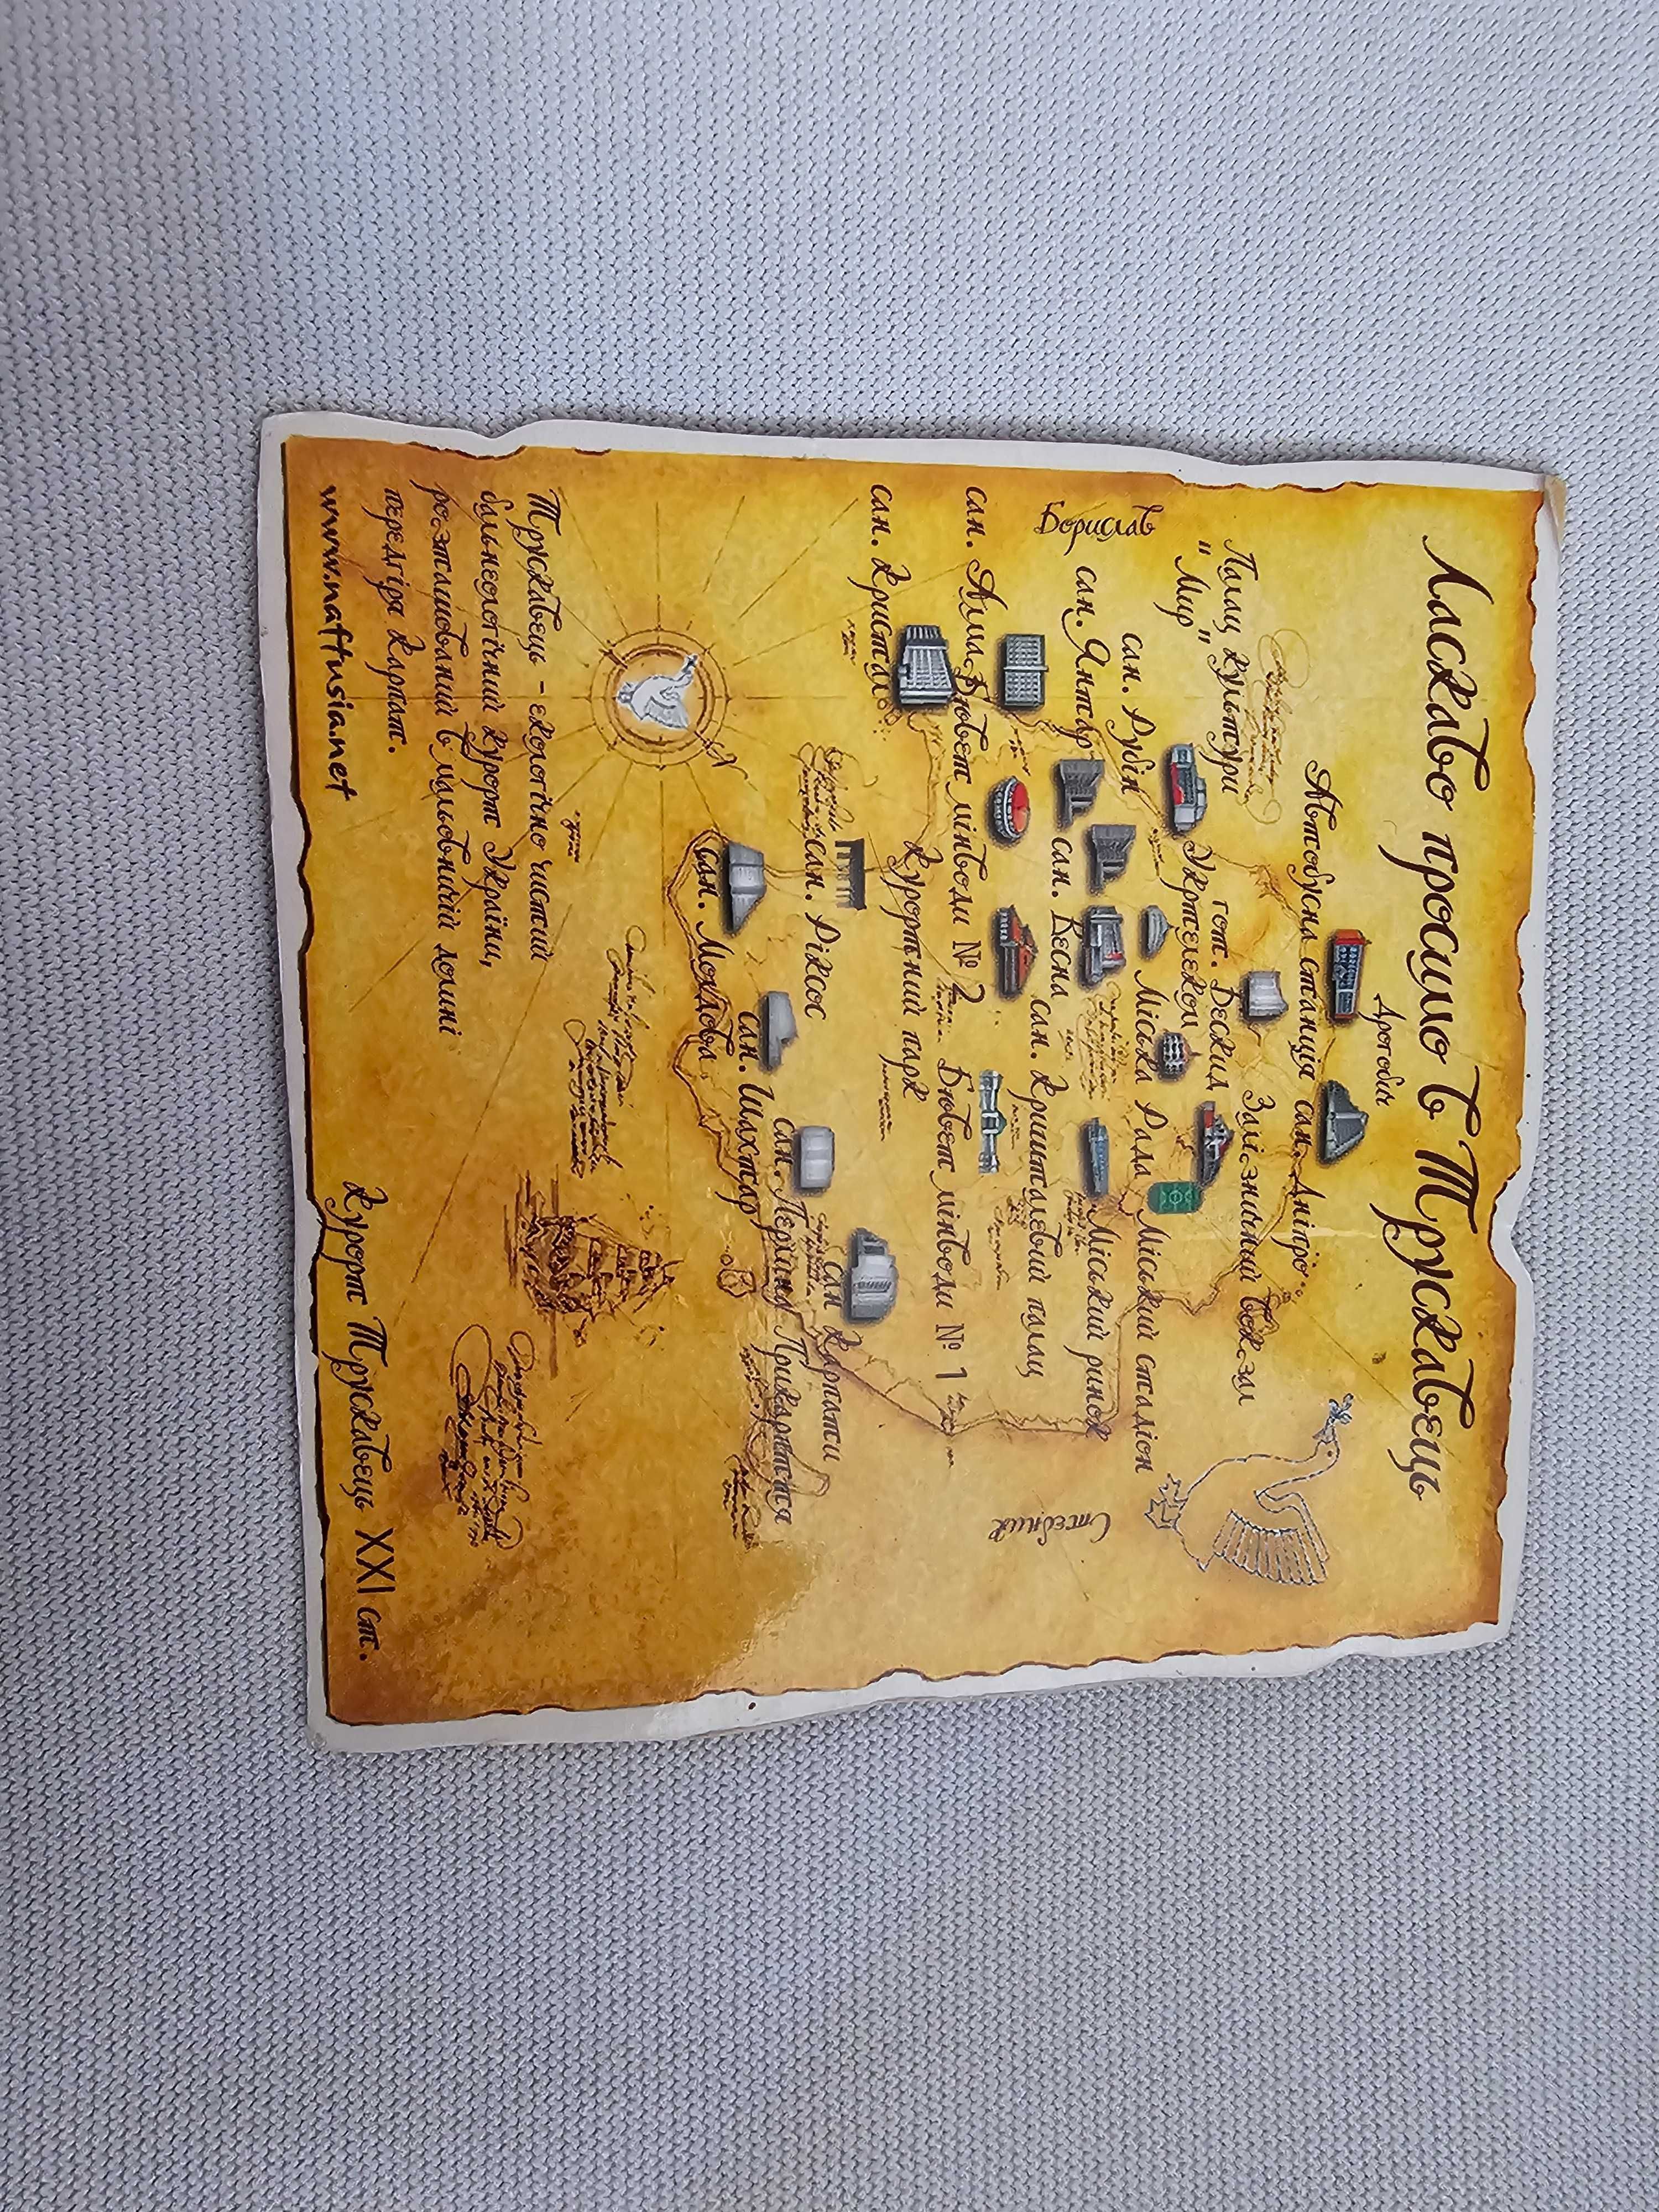 Ласкаво просимо в Трускавець
Дрогобич
Автобусна станція
сан. Дніпро
Палац культури
"Мир"
гот. Бескид
Залізничний вокзал
Укртелеком
сан. Рубін
Міська Рада
Міський стадіон
Борислав
сан. Янтар
сан. Весна
Міський ринок
сан. Кришталевий палац
Стебник
сан. Алмаз
Бювет мінводи № 2
Бювет мінводи № 1
Курортний парк
сан. Кристал
сан. Ріксос
сан. Карпати
сан. Перлина Прикарпаття
сан. Шахтар
сан. Молдова
N
Трускавець - екологічно чистий
бальнеологічний курорт України,
розташований в мальовничій долині
передгір'я Карпат.
www.naftusia.net
Курорт Трускавець XXI ст.